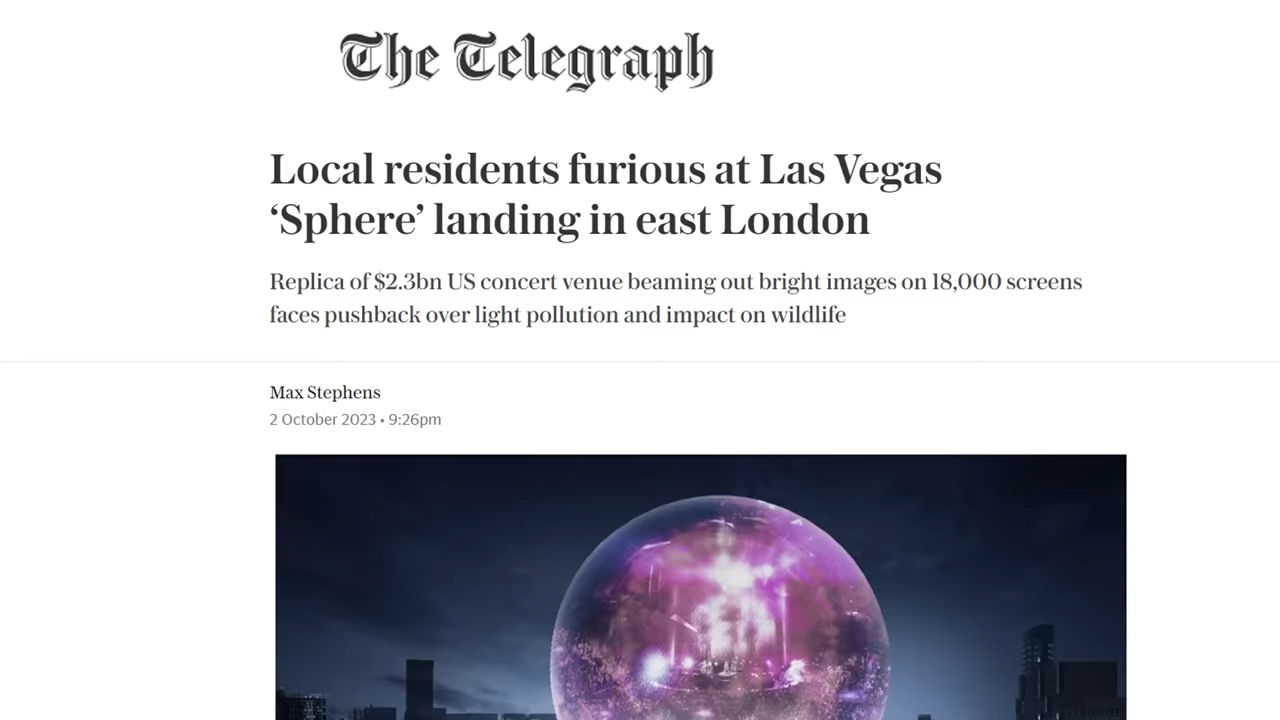 The Telegraph
Local residents furious at Las Vegas
‘Sphere’ landing in east London
Replica of $2.3bn US concert venue beaming out bright images on 18,000 screens
faces pushback over light pollution and impact on wildlife
Max Stephens
2 October 2023 • 9:26pm